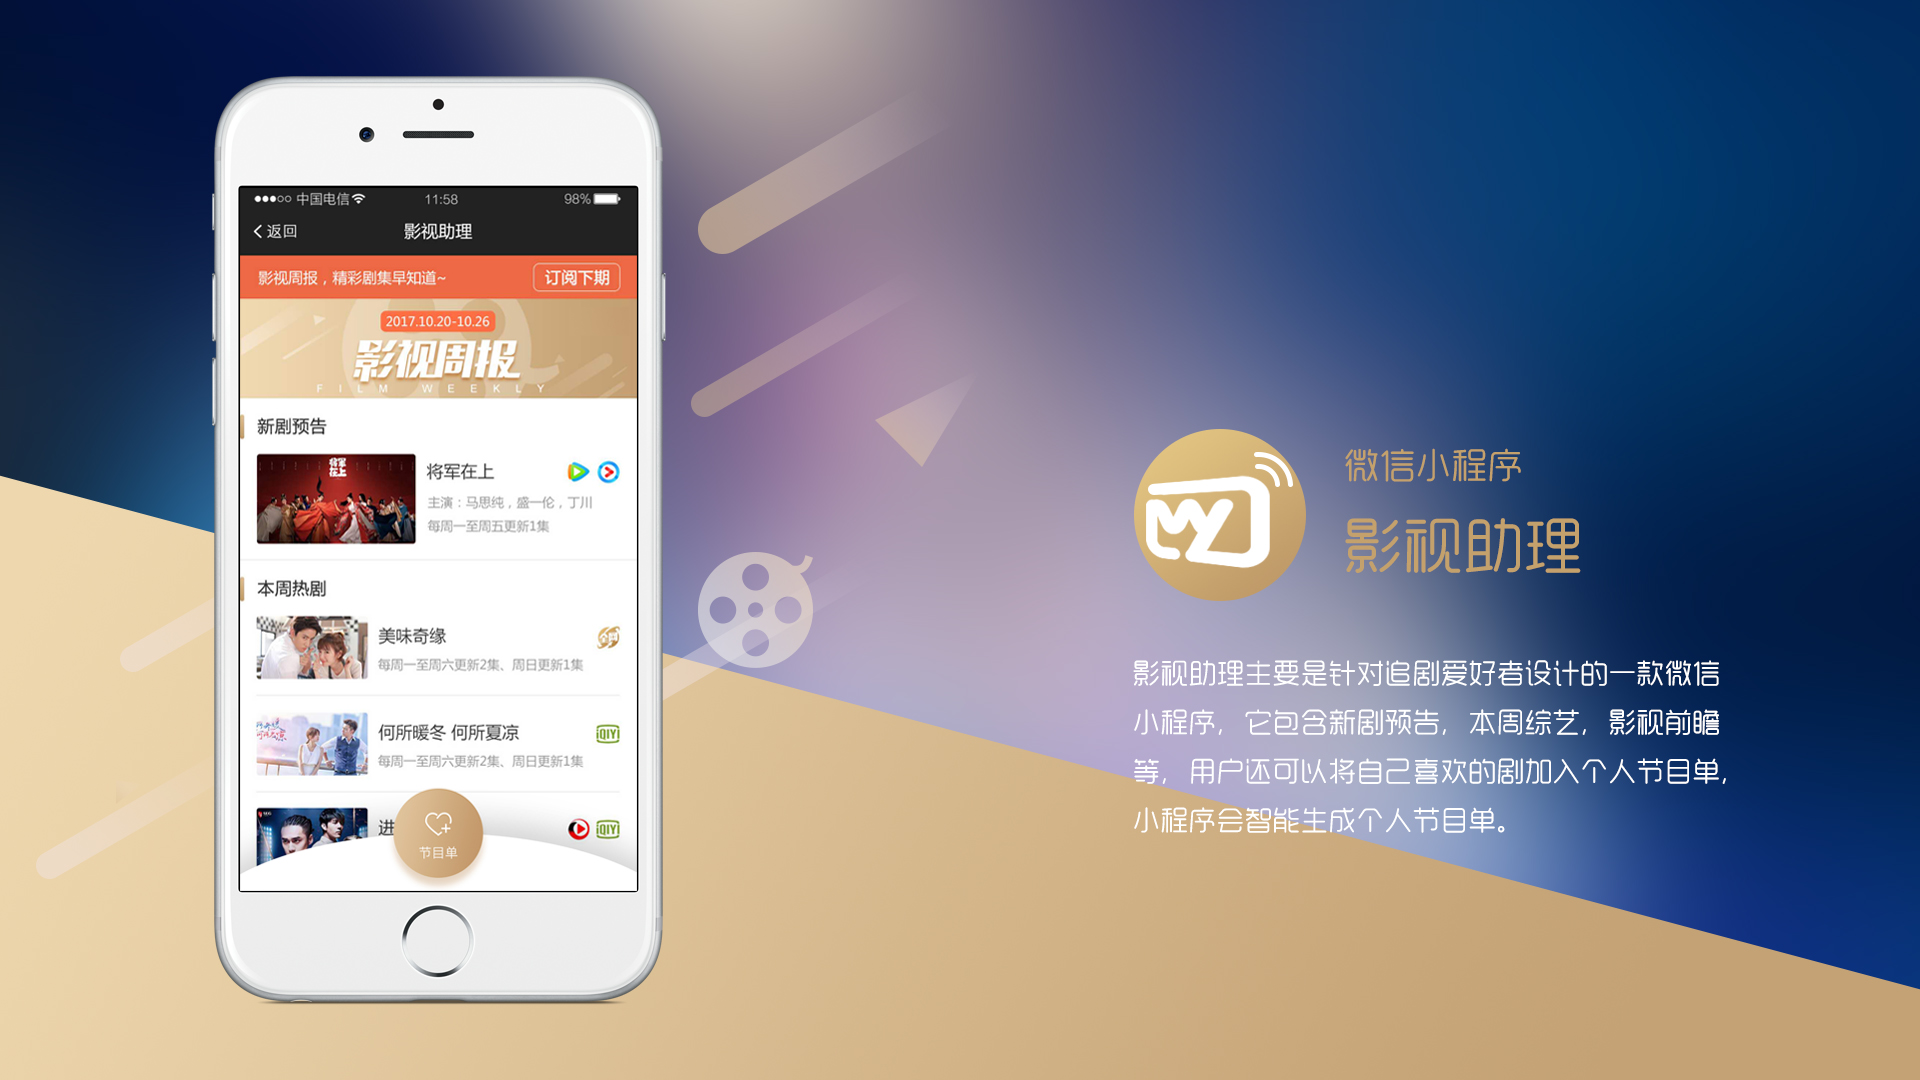 中国电信
11:58
98%
返回
影视助理
影视周报，精彩剧集早知道~
订阅下期
2017.10.20-10.26
影视周报
FILM WEEKLY
新剧预告
将军在上
将军在上
主演：马思纯，盛一伦，丁川
每周一至周五更新1集
本周热剧
美味奇缘
全网
每周一至周六更新2集、周日更新1集
何所暖冬 何所夏凉
QIY
每周一至周六更新2集、周日更新1集
进
QIY
节目单
微信小程序
影视助理
影视助理主要是针对追剧爱好者设计的一款微信
小程序，它包含新剧预告，本周综艺，影视前瞻
等，用户还可以将自己喜欢的剧加入个人节目单，
小程序会智能生成个人节目单。